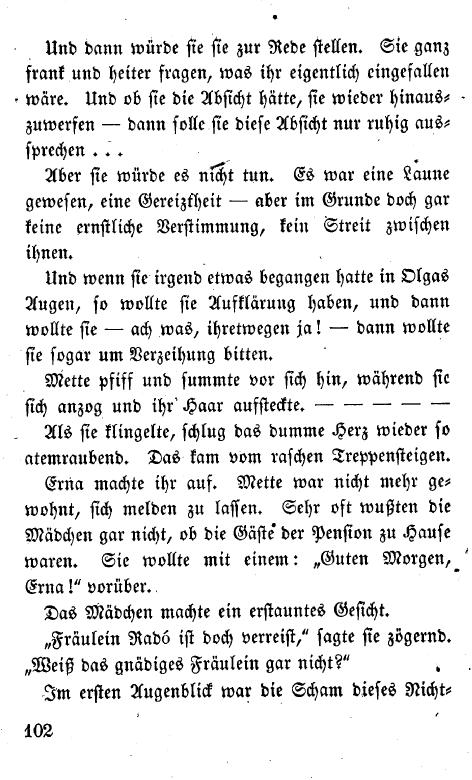 Und dann würde sie sie zur Rede stellen. Sie ganz
frank und heiter fragen, was ihr eigentlich eingefallen
wäre. Und ob sie die Absicht hätte, sie wieder hinaus-
zuwerfen — dann solle sie diese Absicht nur ruhig aus-
sprechen . . .
Aber sie würde es nicht tun. Es war eine Laune
gewesen, eine Gereiztheit — aber im Grunde doch gar
keine ernstliche Verstimmung, kein Streit zwischen
ihnen.
Und wenn sie irgend etwas begangen hatte in Olgas
Augen, so wollte sie Aufklärung haben, und dann
wollte sie — ach was, ihretwegen ja! — dann wollte
sie sogar um Verzeihung bitten.
Mette pfiff und summte vor sich hin, während sie
sich anzog und ihr Haar aufsteckte. — — — — —
Als sie klingelte, schlug das dumme Herz wieder so
atemraubend. Das kam vom raschen Treppensteigen.
Erna machte ihr auf. Mette war nicht mehr ge-
wohnt, sich melden zu lassen. Sehr oft wußten die
Mädchen gar nicht, ob die Gäste der Pension zu Hause
waren. Sie wollte mit einem: „Guten Morgen,
Erna!“ vorüber.
Das Mädchen machte ein erstauntes Gesicht.
„Fräulein Radó ist doch verreist,“ sagte sie zögernd.
„Weiß das gnädiges Fräulein gar nicht?“
Im ersten Augenblick war die Scham dieses Nicht-
102